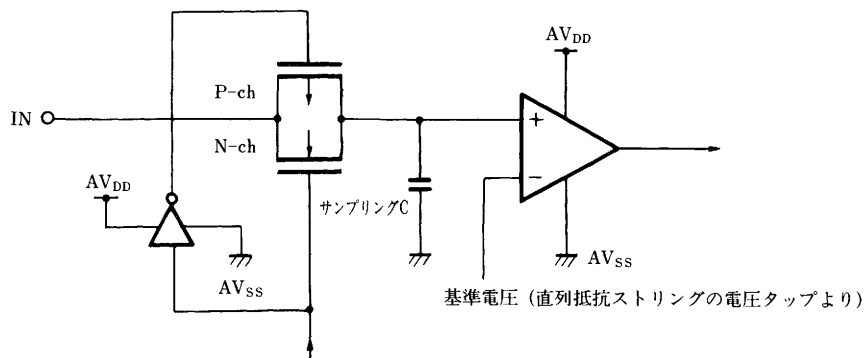 AVDD
P-ch
IN
N-ch
+
−
AVDD
サンプリングC
AVSS
AVSS
基準電圧 (直列抵抗ストリングの電圧タップより)